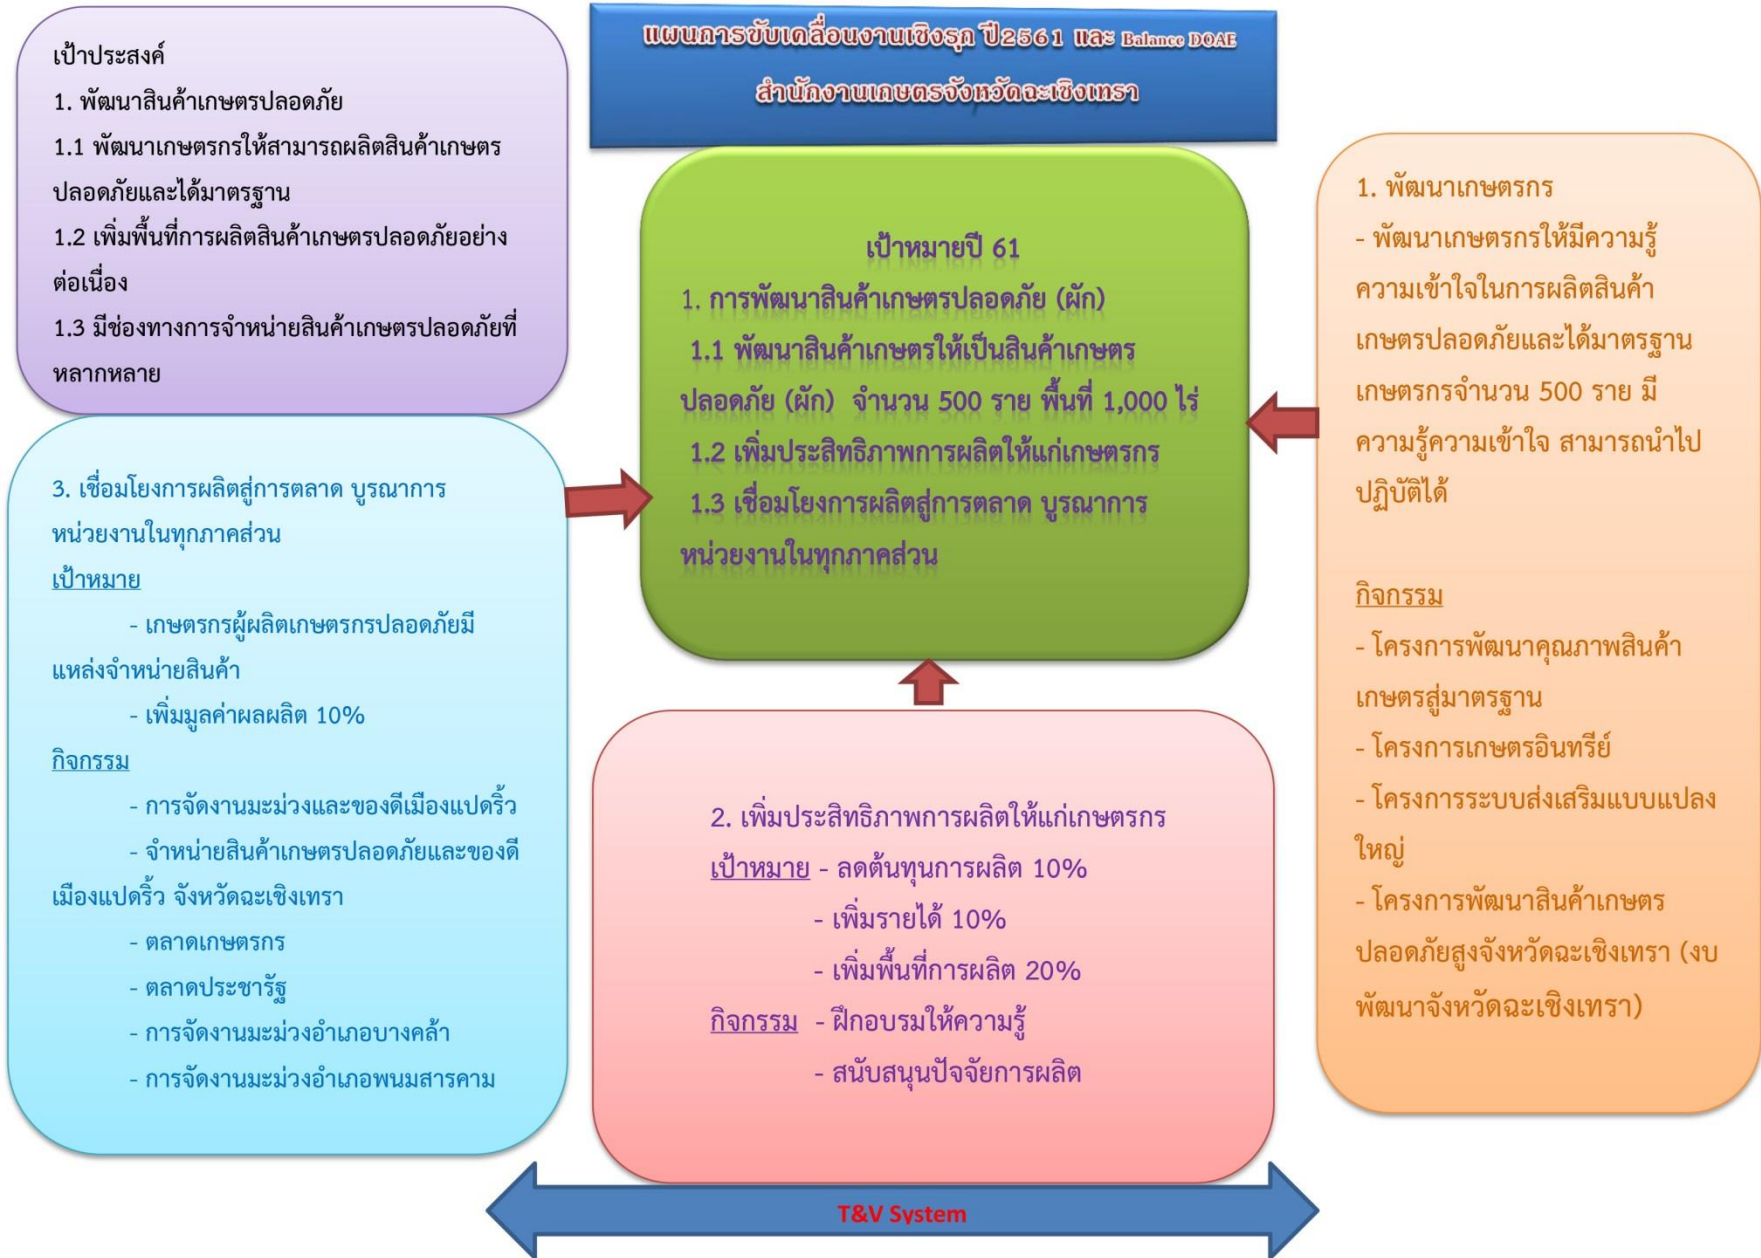 แผนการขับเคลื่อนงานเชิงรุก ปี2561 และ Balance DOAE
สำนักงานเกษตรจังหวัดฉะเชิงเทรา
เป้าประสงค์
1. พัฒนาสินค้าเกษตรปลอดภัย
1.1 พัฒนาเกษตรกรให้สามารถผลิตสินค้าเกษตร
ปลอดภัยและได้มาตรฐาน
1.2 เพิ่มพื้นที่การผลิตสินค้าเกษตรปลอดภัยอย่าง
ต่อเนื่อง
1.3 มีช่องทางการจำหน่ายสินค้าเกษตรปลอดภัยที่
หลากหลาย
เป้าหมายปี 61
1. การพัฒนาสินค้าเกษตรปลอดภัย (ผัก)
1.1 พัฒนาสินค้าเกษตรให้เป็นสินค้าเกษตร
ปลอดภัย (ผัก) จำนวน 500 ราย พื้นที่ 1,000 ไร่
1.2 เพิ่มประสิทธิภาพการผลิตให้แก่เกษตรกร
1.3 เชื่อมโยงการผลิตสู่การตลาด บูรณาการ
หน่วยงานในทุกภาคส่วน
1. พัฒนาเกษตรกร
- พัฒนาเกษตรกรให้มีความรู้
ความเข้าใจในการผลิตสินค้า
เกษตรปลอดภัยและได้มาตรฐาน
เกษตรกรจำนวน 500 ราย มี
ความรู้ความเข้าใจ สามารถนำไป
ปฏิบัติได้
กิจกรรม
- โครงการพัฒนาคุณภาพสินค้า
เกษตรสู่มาตรฐาน
- โครงการเกษตรอินทรีย์
- โครงการระบบส่งเสริมแบบแปลง
ใหญ่
- โครงการพัฒนาสินค้าเกษตร
ปลอดภัยสูงจังหวัดฉะเชิงเทรา (งบ
พัฒนาจังหวัดฉะเชิงเทรา)
2. เพิ่มประสิทธิภาพการผลิตให้แก่เกษตรกร
เป้าหมาย - ลดต้นทุนการผลิต 10%
- เพิ่มรายได้ 10%
- เพิ่มพื้นที่การผลิต 20%
กิจกรรม - ฝึกอบรมให้ความรู้
- สนับสนุนปัจจัยการผลิต
3. เชื่อมโยงการผลิตสู่การตลาด บูรณาการ
หน่วยงานในทุกภาคส่วน
เป้าหมาย
- เกษตรกรผู้ผลิตเกษตรกรปลอดภัยมี
แหล่งจำหน่ายสินค้า
- เพิ่มมูลค่าผลผลิต 10%
กิจกรรม
- การจัดงานมะม่วงและของดีเมืองแปดริ้ว
- จำหน่ายสินค้าเกษตรปลอดภัยและของดี
เมืองแปดริ้ว จังหวัดฉะเชิงเทรา
- ตลาดเกษตรกร
- ตลาดประชารัฐ
- การจัดงานมะม่วงอำเภอบางคล้า
- การจัดงานมะม่วงอำเภอพนมสารคาม
T&V System